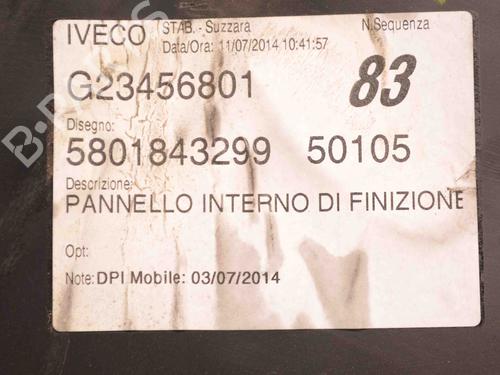 IVECO STAB. - Suzzara N.Sequenza
Data/Ora: 11/07/2014 10:41:57
G23456801 83
Disegno:
5801843299 50105
Descrizione:
PANNELLO INTERNO DI FINIZIONE
Opt:
Note: DPI Mobile: 03/07/2014